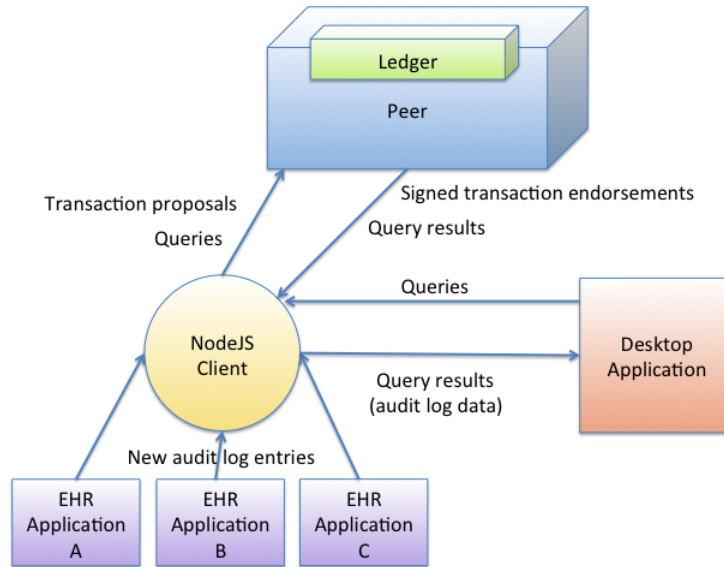 Ledger
Peer
Transaction proposals
Queries
Signed transaction endorsements
Query results
Queries
NodeJS
Client
Desktop
Application
Query results
(audit log data)
New audit log entries
EHR
Application
A
EHR
Application
B
EHR
Application
C